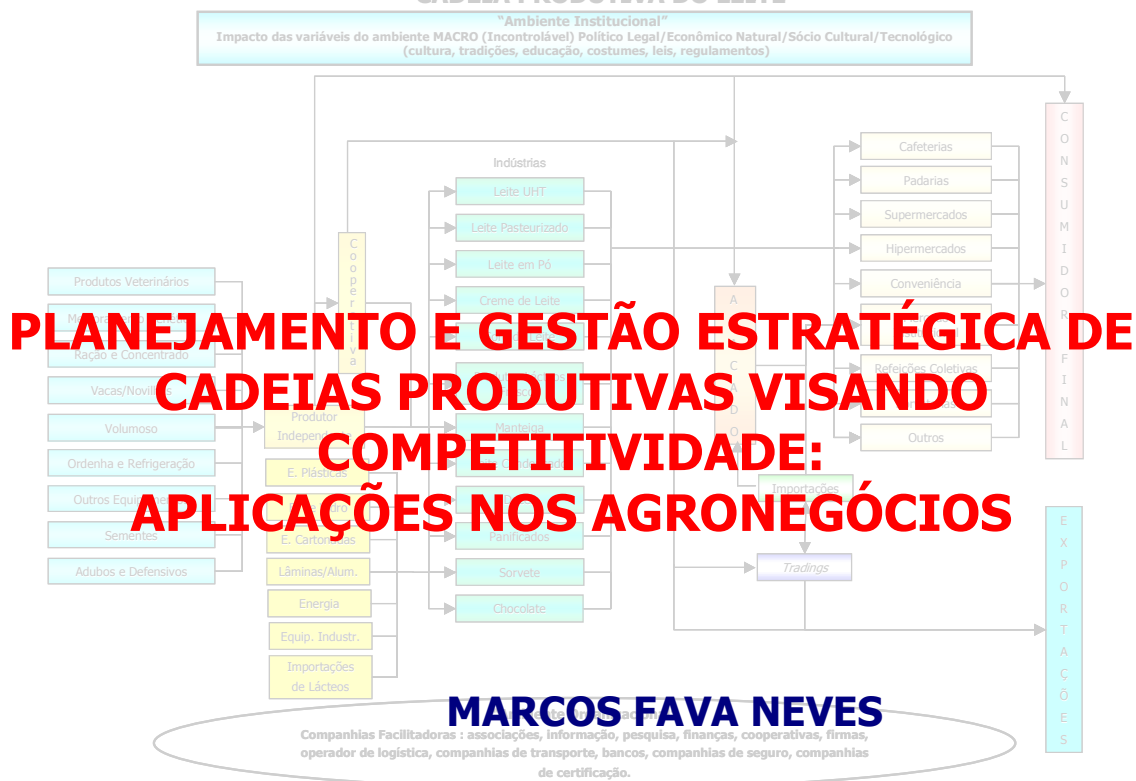 "Ambiente Institucional"
Impacto das variáveis do ambiente MACRO (Incontrolável) Político Legal/Econômico Natural/Sócio Cultural/Tecnológico
(cultura, tradições, educação, costumes, leis, regulamentos)
Indústrias
Leite UHT
Leite Pasteurizado
Leite em Pó
Creme de Leite
Manteiga
Panificados
Sorvete
Chocolate
Produtos Veterinários
Ração e Concentrado
Volumoso
Ordenha e Refrigeração
Outros
Sementes
Adubos e Defensivos
Produtor
E. Plásticas
E. Cartonadas
Lâminas/Alum.
Energia
Equip. Industr.
Importações
de Lácteos
Cafeterias
Padarias
Supermercados
Hipermercados
Conveniência
Refeições Coletivas
Outros
Importações
Tradings
CONSUMIDOR FINAL
EXPORTAÇÕES
PLANEJAMENTO E GESTÃO ESTRATÉGICA DE
CADEIAS PRODUTIVAS VISANDO
COMPETITIVIDADE:
APLICAÇÕES NOS AGRONEGÓCIOS
MARCOS FAVA NEVES
Companhias Facilitadoras : associações, informação, pesquisa, finanças, cooperativas, firmas,
operador de logística, companhias de transporte, bancos, companhias de seguro, companhias
de certificação.